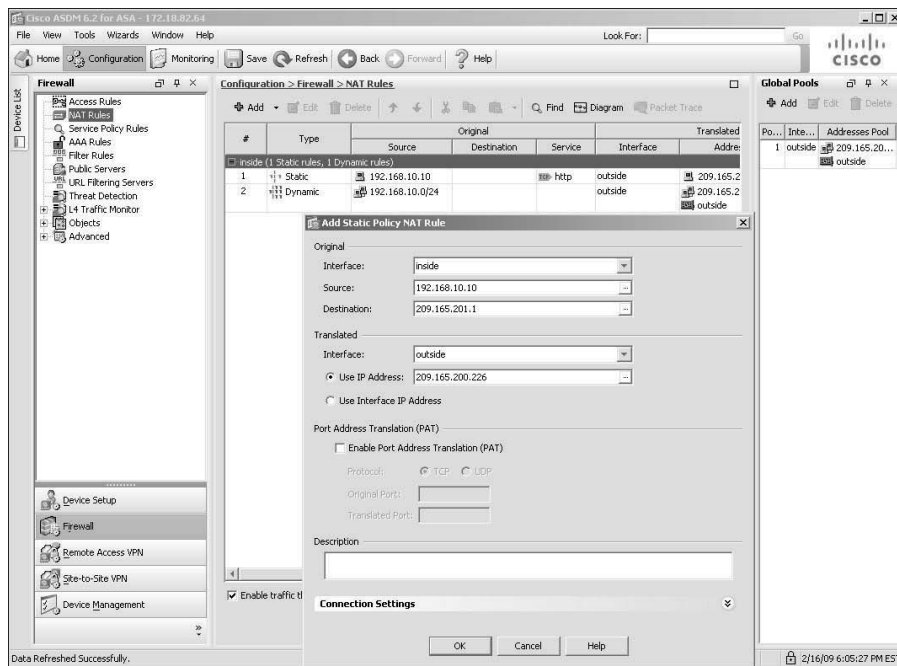 Cisco ASDM 6.2 for ASA - 172.18.82.64
File View Tools Wizards Window Help Look For: Go
Home Configuration Monitoring Save Refresh Back Forward Help
CISCO
Device List
Firewall
Access Rules
NAT Rules
Service Policy Rules
AAA Rules
Filter Rules
Public Servers
URL Filtering Servers
Threat Detection
L4 Traffic Monitor
Objects
Advanced
Device Setup
Firewall
Remote Access VPN
Site-to-Site VPN
Device Management
Configuration > Firewall > NAT Rules
Add Edit Delete Find Diagram Packet Trace
# Type Original Translated
Source Destination Service Interface Addre
inside (1 Static rules, 1 Dynamic rules)
1 Static 192.168.10.10 http outside 209.165.2
2 Dynamic 192.168.10.0/24 outside 209.165.2
outside
Enable traffic th
Add Static Policy NAT Rule
Original
Interface: inside
Source: 192.168.10.10 ...
Destination: 209.165.201.1 ...
Translated
Interface: outside
Use IP Address: 209.165.200.226 ...
Use Interface IP Address
Port Address Translation (PAT)
Enable Port Address Translation (PAT)
Protocol: TCP UDP
Original Port:
Translated Port:
Description
Connection Settings
OK Cancel Help
Global Pools
Add Edit Delete
Po... Inte... Addresses Pool
1 outside 209.165.20...
outside
Data Refreshed Successfully. 2/16/09 6:05:27 PM EST